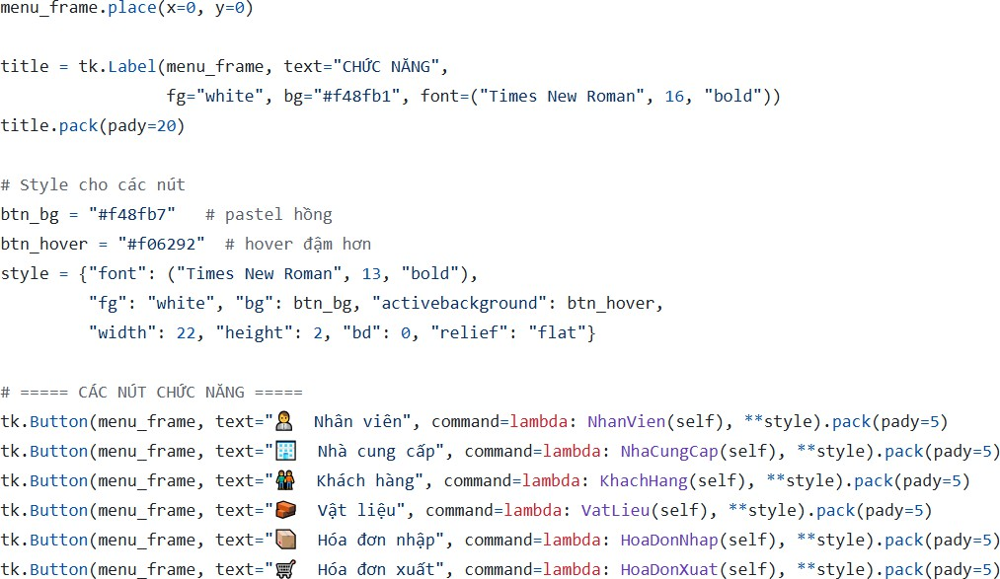 menu_frame.place(x=0, y=0)
title = tk.Label(menu_frame, text="CHỨC NĂNG",
                 fg="white", bg="#f48fb1", font=("Times New Roman", 16, "bold"))
title.pack(pady=20)
# Style cho các nút
btn_bg = "#f48fb7"   # pastel hồng
btn_hover = "#f06292"  # hover đậm hơn
style = {"font": ("Times New Roman", 13, "bold"),
         "fg": "white", "bg": btn_bg, "activebackground": btn_hover,
         "width": 22, "height": 2, "bd": 0, "relief": "flat"}
# ===== CÁC NÚT CHỨC NĂNG =====
tk.Button(menu_frame, text="🧑‍💼  Nhân viên", command=lambda: NhanVien(self), **style).pack(pady=5)
tk.Button(menu_frame, text="🏢  Nhà cung cấp", command=lambda: NhaCungCap(self), **style).pack(pady=5)
tk.Button(menu_frame, text="👥  Khách hàng", command=lambda: KhachHang(self), **style).pack(pady=5)
tk.Button(menu_frame, text="🧱  Vật liệu", command=lambda: VatLieu(self), **style).pack(pady=5)
tk.Button(menu_frame, text="📦  Hóa đơn nhập", command=lambda: HoaDonNhap(self), **style).pack(pady=5)
tk.Button(menu_frame, text="🛒  Hóa đơn xuất", command=lambda: HoaDonXuat(self), **style).pack(pady=5)